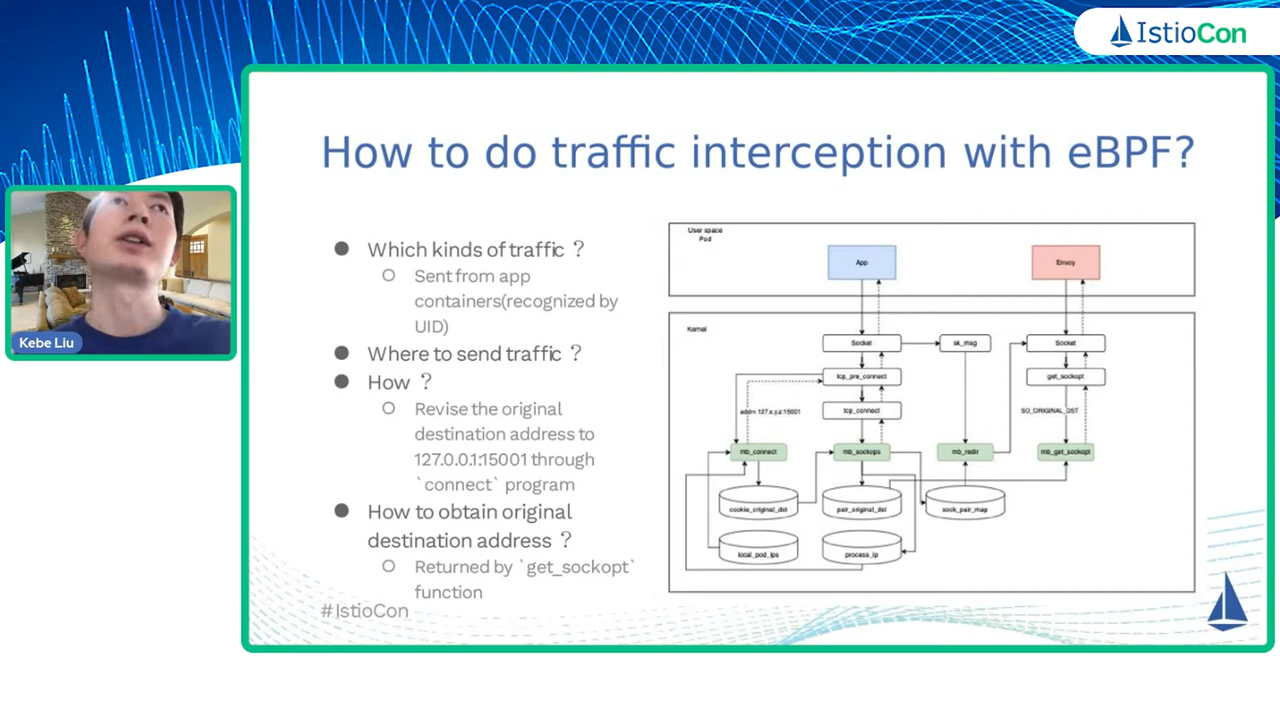 IstioCon
How to do traffic interception with eBPF?
Kebe Liu
● Which kinds of traffic ？
○ Sent from app
containers(recognized by
UID)
● Where to send traffic ？
● How ？
○ Revise the original
destination address to
127.0.0.1:15001 through
`connect` program
● How to obtain original
destination address ？
○ Returned by `get_sockopt`
function
#IstioCon
User space
Pod
App
Envoy
Kernel
Socket
sk_msg
Socket
tcp_pre_connect
get_sockopt
addr= 127.x.y.z:15001
tcp_connect
SO_ORIGINAL_DST
mb_connect
mb_sockops
mb_redir
mb_get_sockopt
cookie_original_dst
pair_original_dst
sock_pair_map
local_pod_ips
process_ip